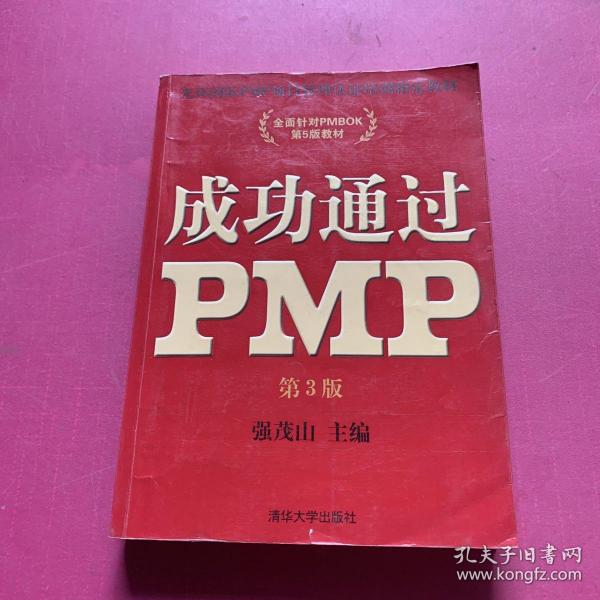 全面针对PMBOK
第5版教材
成功通过
PMP
第3版
强茂山 主编
清华大学出版社
孔夫子旧书网
www.kongfz.com